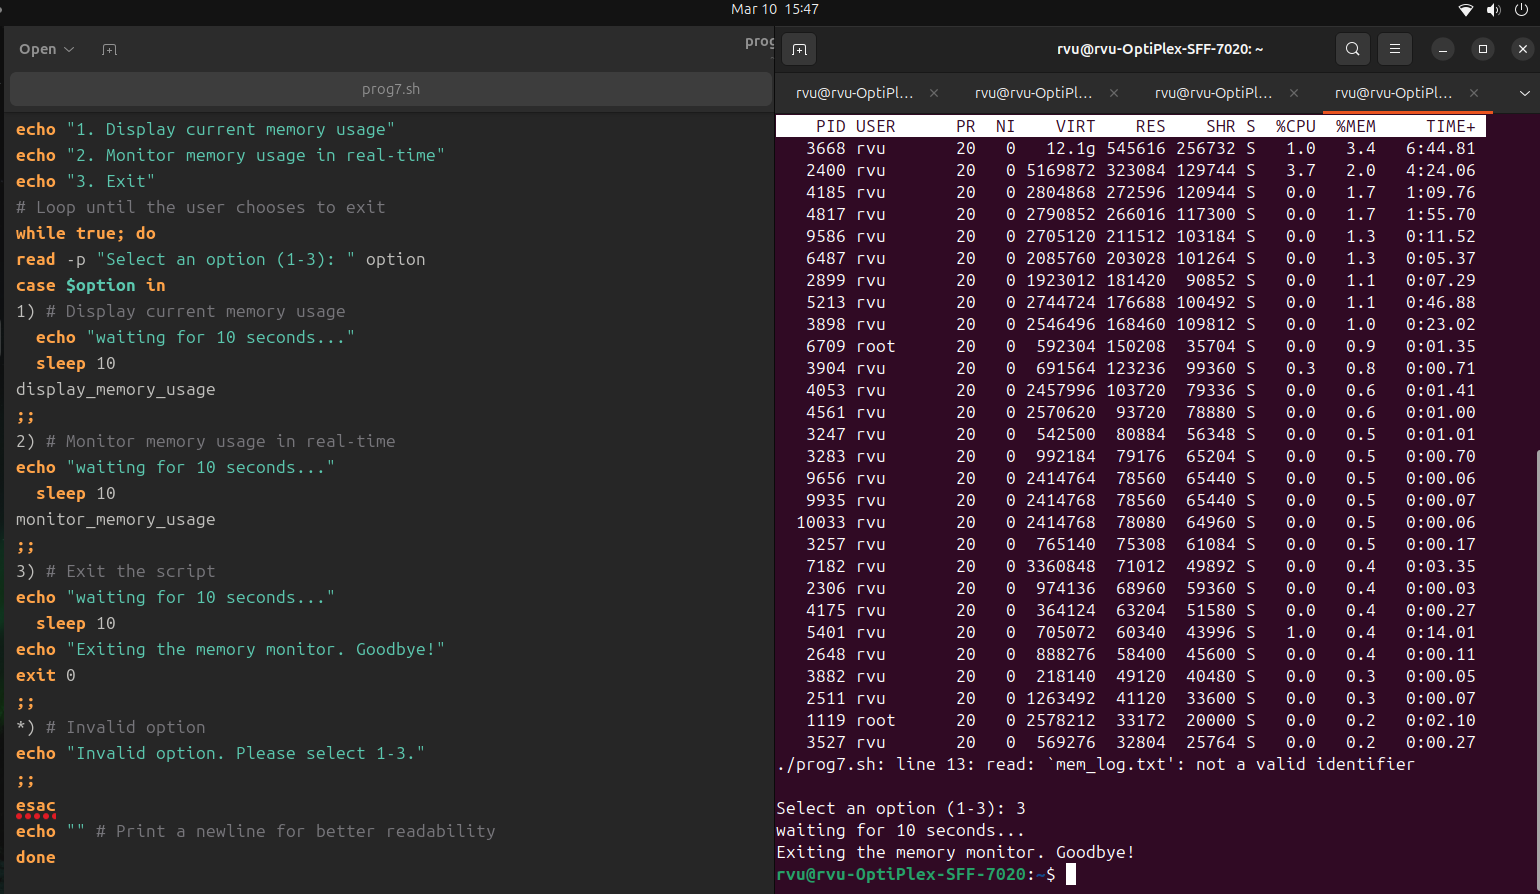 Mar 10 15:47
Open
prog
prog7.sh
echo "1. Display current memory usage"
echo "2. Monitor memory usage in real-time"
echo "3. Exit"
# Loop until the user chooses to exit
while true; do
read -p "Select an option (1-3): " option
case $option in
1) # Display current memory usage
echo "waiting for 10 seconds..."
sleep 10
display_memory_usage
;;
2) # Monitor memory usage in real-time
echo "waiting for 10 seconds..."
sleep 10
monitor_memory_usage
;;
3) # Exit the script
echo "waiting for 10 seconds..."
sleep 10
echo "Exiting the memory monitor. Goodbye!"
exit 0
;;
*) # Invalid option
echo "Invalid option. Please select 1-3."
;;
esac
echo "" # Print a newline for better readability
done
rvu@rvu-OptiPlex-SFF-7020: ~
rvu@rvu-OptiPl... rvu@rvu-OptiPl... rvu@rvu-OptiPl... rvu@rvu-OptiPl...
PID USER PR NI VIRT RES SHR S %CPU %MEM TIME+
3668 rvu 20 0 12.1g 545616 256732 S 1.0 3.4 6:44.81
2400 rvu 20 0 5169872 323084 129744 S 3.7 2.0 4:24.06
4185 rvu 20 0 2804868 272596 120944 S 0.0 1.7 1:09.76
4817 rvu 20 0 2790852 266016 117300 S 0.0 1.7 1:55.70
9586 rvu 20 0 2705120 211512 103184 S 0.0 1.3 0:11.52
6487 rvu 20 0 2085760 203028 101264 S 0.0 1.3 0:05.37
2899 rvu 20 0 1923012 181420 90852 S 0.0 1.1 0:07.29
5213 rvu 20 0 2744724 176688 100492 S 0.0 1.1 0:46.88
3898 rvu 20 0 2546496 168460 109812 S 0.0 1.0 0:23.02
6709 root 20 0 592304 150208 35704 S 0.0 0.9 0:01.35
3904 rvu 20 0 691564 123236 99360 S 0.3 0.8 0:00.71
4053 rvu 20 0 2457996 103720 79336 S 0.0 0.6 0:01.41
4561 rvu 20 0 2570620 93720 78880 S 0.0 0.6 0:01.00
3247 rvu 20 0 542500 80884 56348 S 0.0 0.5 0:01.01
3283 rvu 20 0 992184 79176 65204 S 0.0 0.5 0:00.70
9656 rvu 20 0 2414764 78560 65440 S 0.0 0.5 0:00.06
9935 rvu 20 0 2414768 78560 65440 S 0.0 0.5 0:00.07
10033 rvu 20 0 2414768 78080 64960 S 0.0 0.5 0:00.06
3257 rvu 20 0 765140 75308 61084 S 0.0 0.5 0:00.17
7182 rvu 20 0 3360848 71012 49892 S 0.0 0.4 0:03.35
2306 rvu 20 0 974136 68960 59360 S 0.0 0.4 0:00.03
4175 rvu 20 0 364124 63204 51580 S 0.0 0.4 0:00.27
5401 rvu 20 0 705072 60340 43996 S 1.0 0.4 0:14.01
2648 rvu 20 0 888276 58400 45600 S 0.0 0.4 0:00.11
3882 rvu 20 0 218140 49120 40480 S 0.0 0.3 0:00.05
2511 rvu 20 0 1263492 41120 33600 S 0.0 0.3 0:00.07
1119 root 20 0 2578212 33172 20000 S 0.0 0.2 0:02.10
3527 rvu 20 0 569276 32804 25764 S 0.0 0.2 0:00.27
./prog7.sh: line 13: read: `mem_log.txt': not a valid identifier
Select an option (1-3): 3
waiting for 10 seconds...
Exiting the memory monitor. Goodbye!
rvu@rvu-OptiPlex-SFF-7020:~$